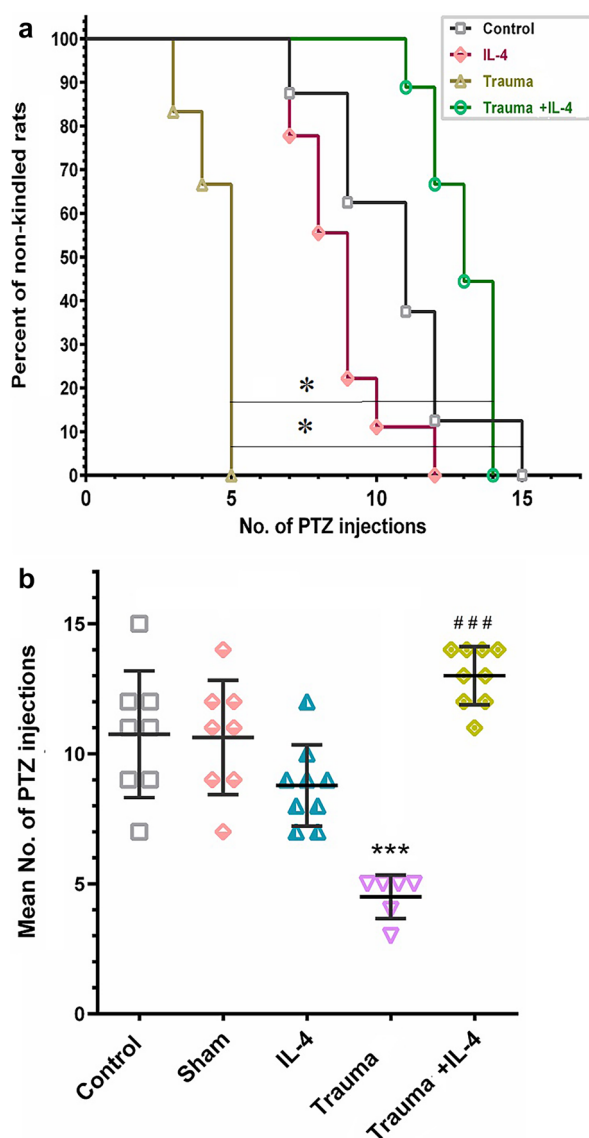 a
Control
IL-4
Trauma
Trauma +IL-4
Percent of non-kindled rats
100
90
80
70
60
50
40
30
20
10
0
*
*
0
5
10
15
No. of PTZ injections
b
Mean No. of PTZ injections
15
10
5
0
***
###
Control
Sham
IL-4
Trauma
Trauma +IL-4